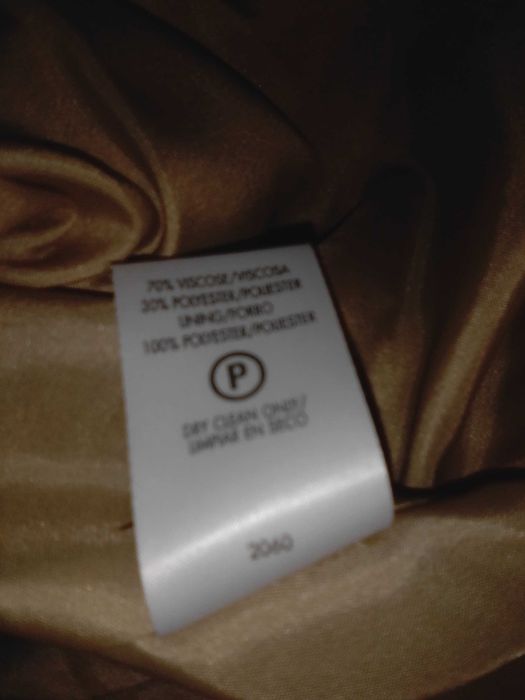 70% VISCOSE/VISCOSA
30% POLYESTER/POLIESTER
LINING/FORRO
100% POLYESTER/POLIESTER
P
DRY CLEAN ONLY/
LIMPIAR EN SECO
2060